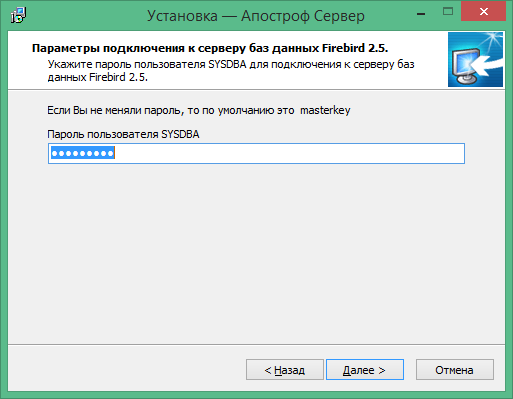 Установка — Апостроф Сервер
Параметры подключения к серверу баз данных Firebird 2.5.
Укажите пароль пользователя SYSDBA для подключения к серверу баз
данных Firebird 2.5.
Если Вы не меняли пароль, то по умолчанию это masterkey
Пароль пользователя SYSDBA
●●●●●●●●●
< Назад
Далее >
Отмена